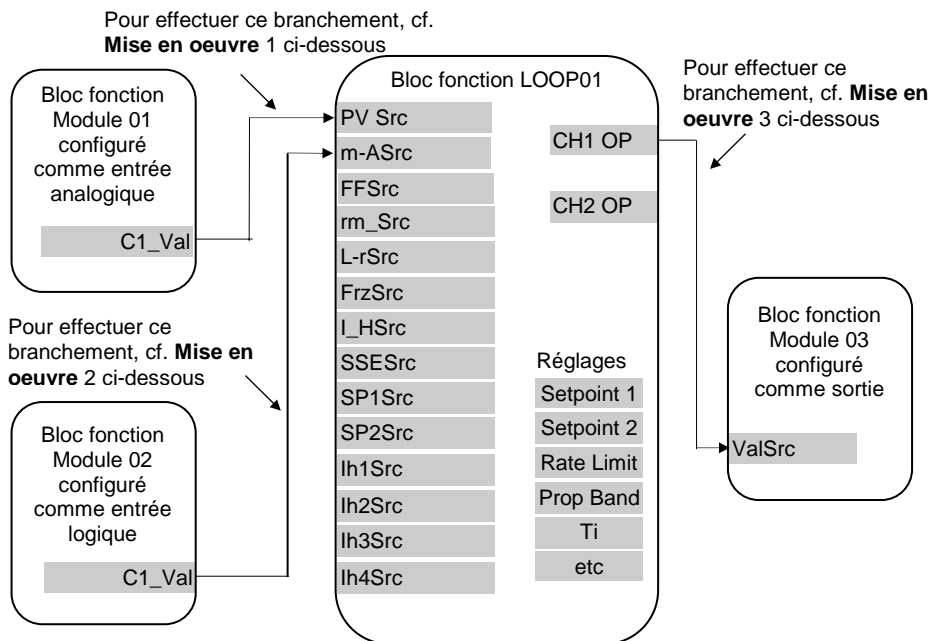 Pour effectuer ce branchement, cf.
Mise en oeuvre 1 ci-dessous
Bloc fonction
Module 01
configuré
comme entrée
analogique
C1_Val
Pour effectuer ce
branchement, cf. Mise en
oeuvre 2 ci-dessous
Bloc fonction
Module 02
configuré
comme entrée
logique
C1_Val
Bloc fonction LOOP01
PV Src
m-ASrc
FFSrc
rm_Src
L-rSrc
FrzSrc
I_HSrc
SSESrc
SP1Src
SP2Src
Ih1Src
Ih2Src
Ih3Src
Ih4Src
CH1 OP
CH2 OP
Réglages
Setpoint 1
Setpoint 2
Rate Limit
Prop Band
Ti
etc
Pour effectuer ce
branchement, cf. Mise en
oeuvre 3 ci-dessous
Bloc fonction
Module 03
configuré
comme sortie
ValSrc